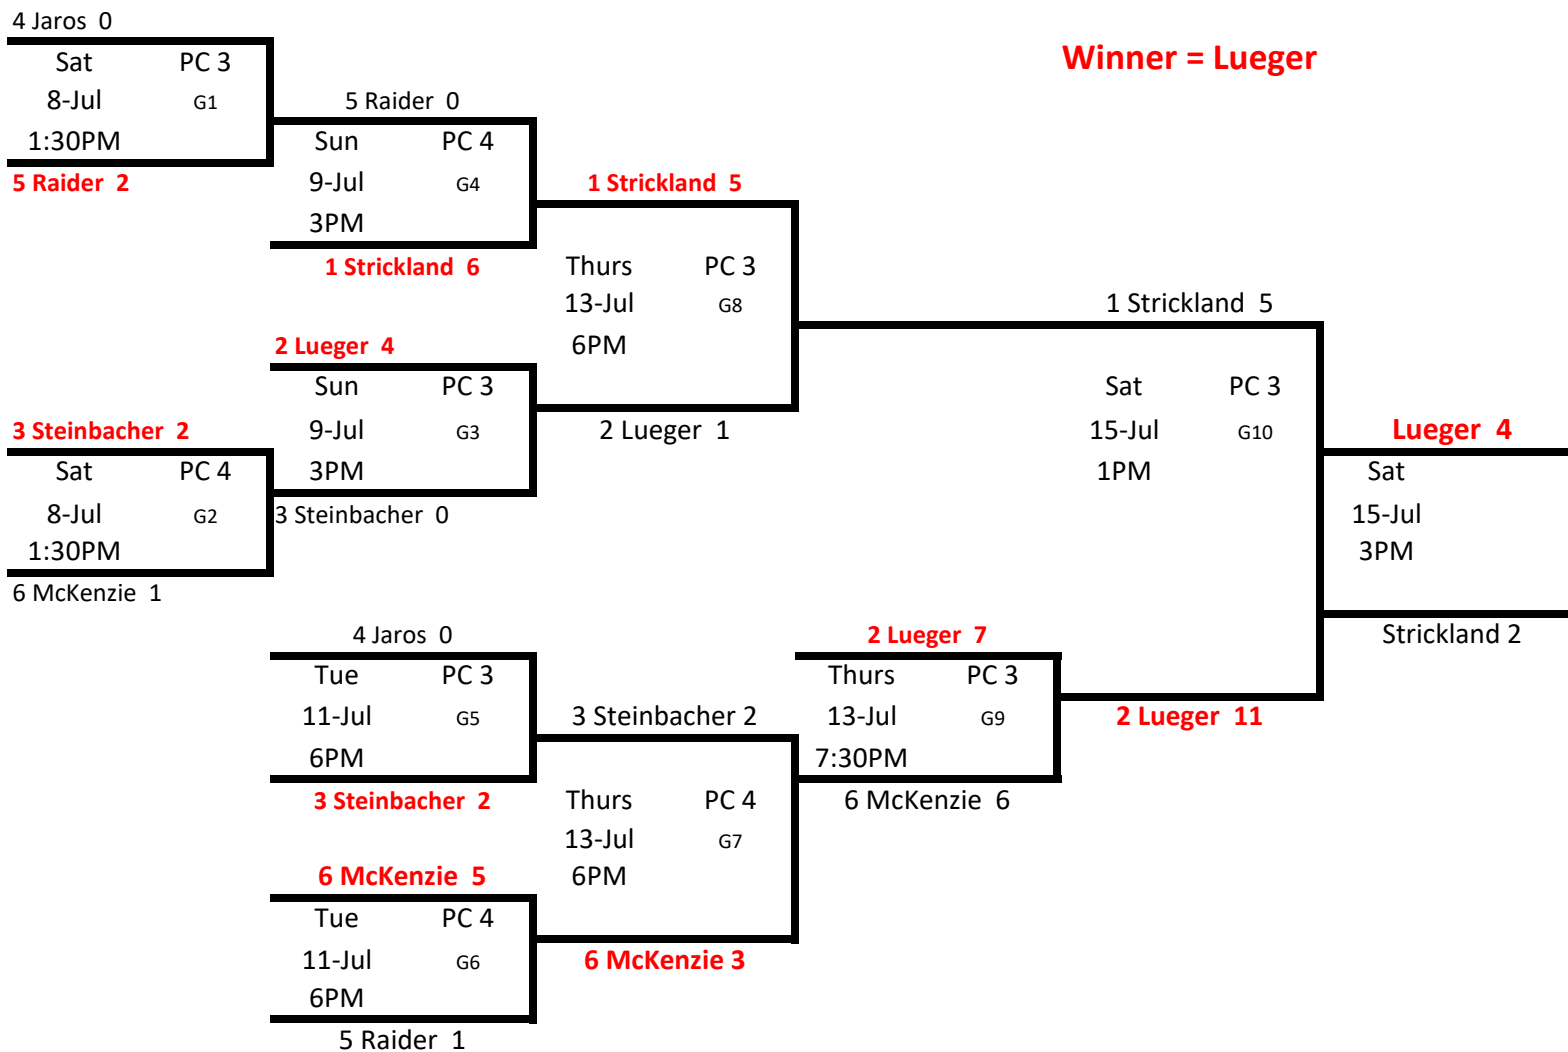 4 Jaros  0
Sat PC 3
8-Jul G1
1:30PM
5 Raider  2
5 Raider  0
Sun PC 4
9-Jul G4
3PM
1 Strickland  6
2 Lueger  4
Sun PC 3
9-Jul G3
3PM
3 Steinbacher  0
3 Steinbacher  2
Sat PC 4
8-Jul G2
1:30PM
6 McKenzie  1
1 Strickland  5
Thurs PC 3
13-Jul G8
6PM
2 Lueger  1
Winner = Lueger
1 Strickland  5
Sat PC 3
15-Jul G10
1PM
2 Lueger  11
Lueger  4
Sat
15-Jul
3PM
Strickland 2
4 Jaros  0
Tue PC 3
11-Jul G5
6PM
3 Steinbacher  2
6 McKenzie  5
Tue PC 4
11-Jul G6
6PM
5 Raider  1
3 Steinbacher 2
Thurs PC 4
13-Jul G7
6PM
6 McKenzie 3
2 Lueger  7
Thurs PC 3
13-Jul G9
7:30PM
6 McKenzie  6